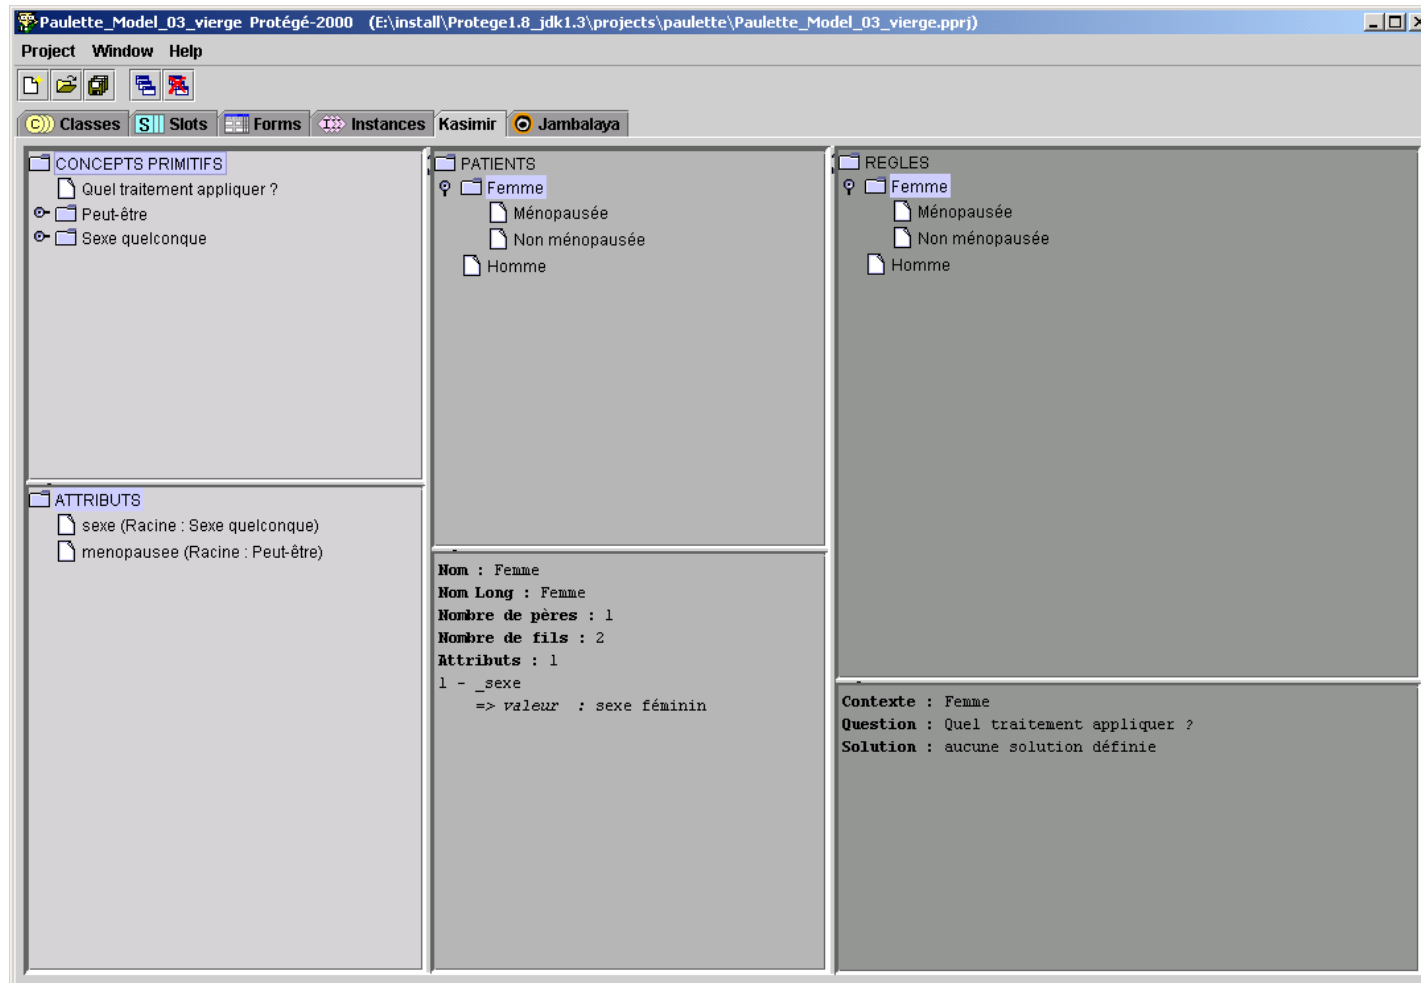 Paulette_Model_03_vierge Protégé-2000 (E:\install\Protege1.8_jdk1.3\projects\paulette\Paulette_Model_03_vierge.pprj)
Project Window Help
Classes Slots Forms Instances Kasimir Jambalaya
CONCEPTS PRIMITIFS
Quel traitement appliquer ?
Peut-être
Sexe quelconque
ATTRIBUTS
sexe (Racine : Sexe quelconque)
menopausee (Racine : Peut-être)
PATIENTS
Femme
Ménopausée
Non ménopausée
Homme
Nom : Femme
Nom Long : Femme
Nombre de pères : 1
Nombre de fils : 2
Attributs : 1
1 - _sexe
=> valeur : sexe féminin
REGLES
Femme
Ménopausée
Non ménopausée
Homme
Contexte : Femme
Question : Quel traitement appliquer ?
Solution : aucune solution définie